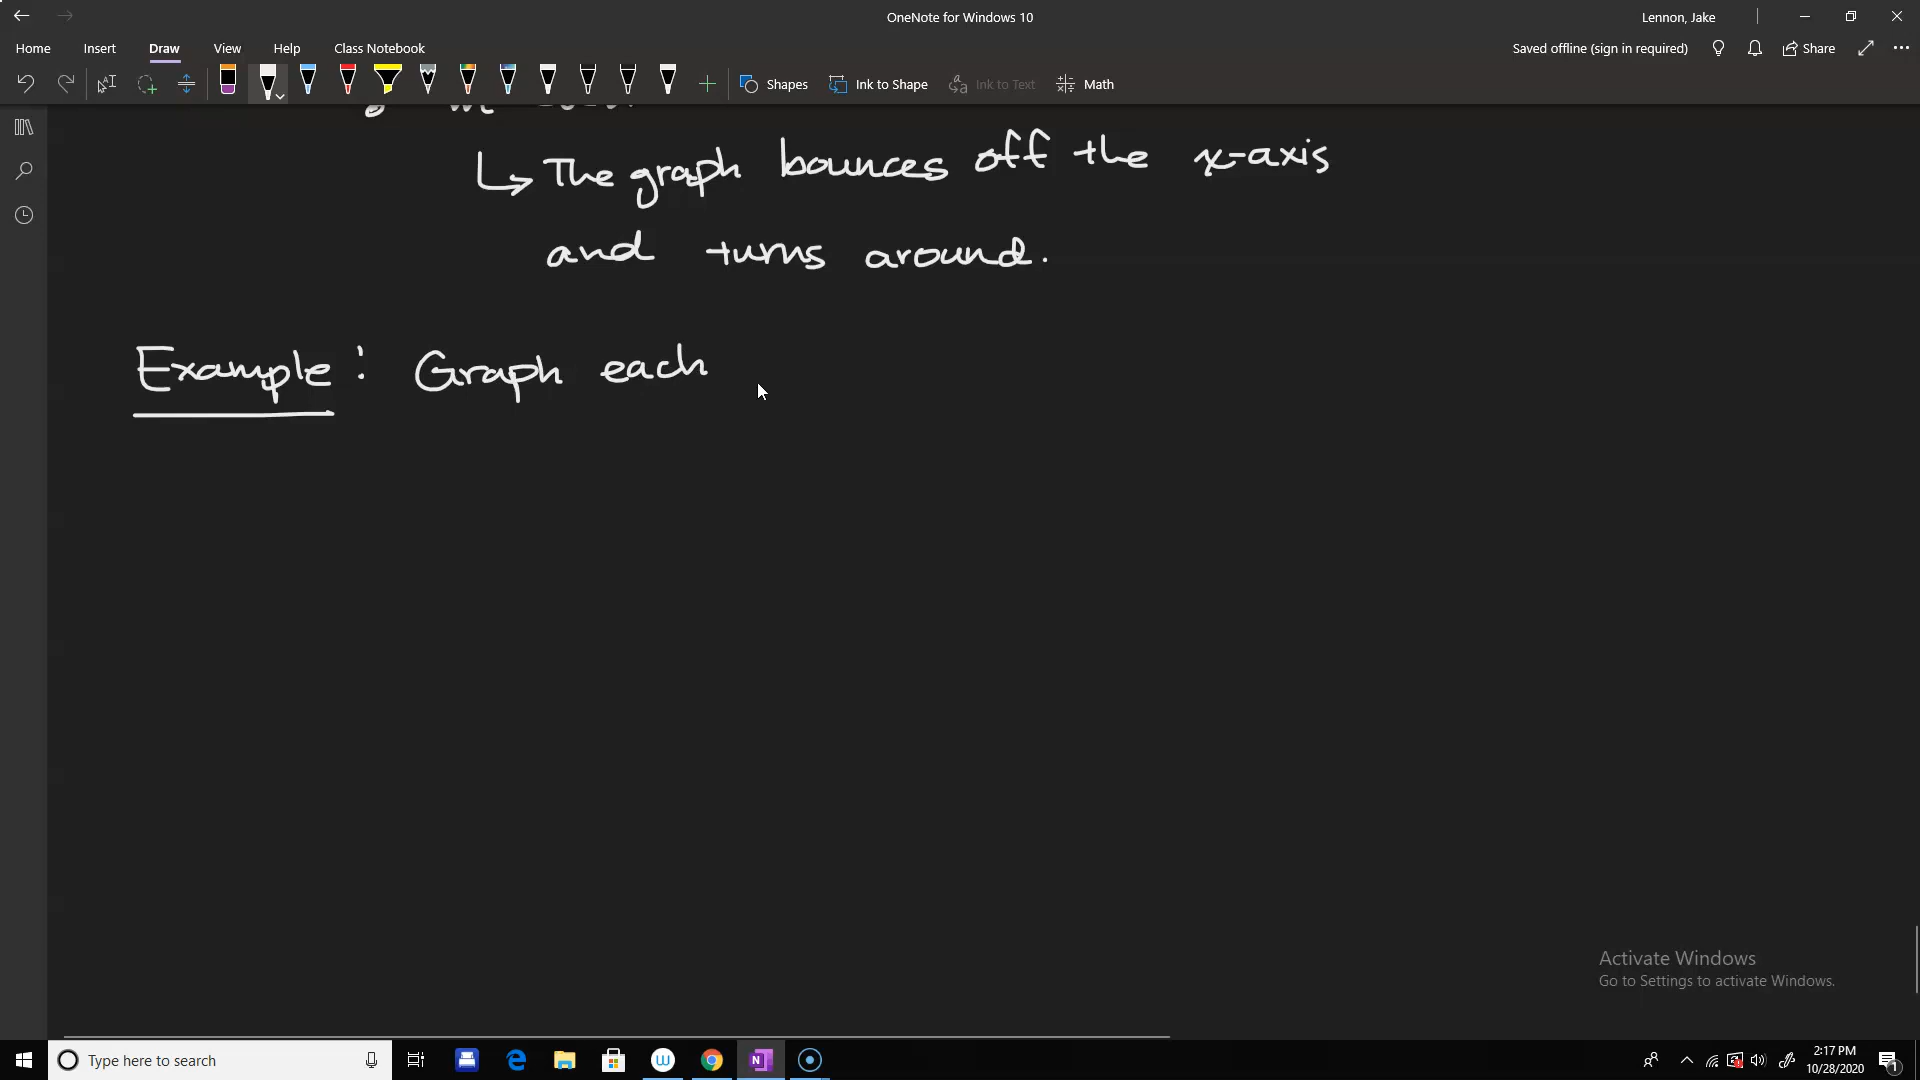 OneNote for Windows 10
Lennon, Jake
Home Insert Draw View Help Class Notebook
Saved offline (sign in required) Share
Shapes Ink to Shape Ink to Text Math
↳ The graph bounces off the x-axis
and turns around.
Example: Graph each
Activate Windows
Go to Settings to activate Windows.
Type here to search
2:17 PM
10/28/2020
1